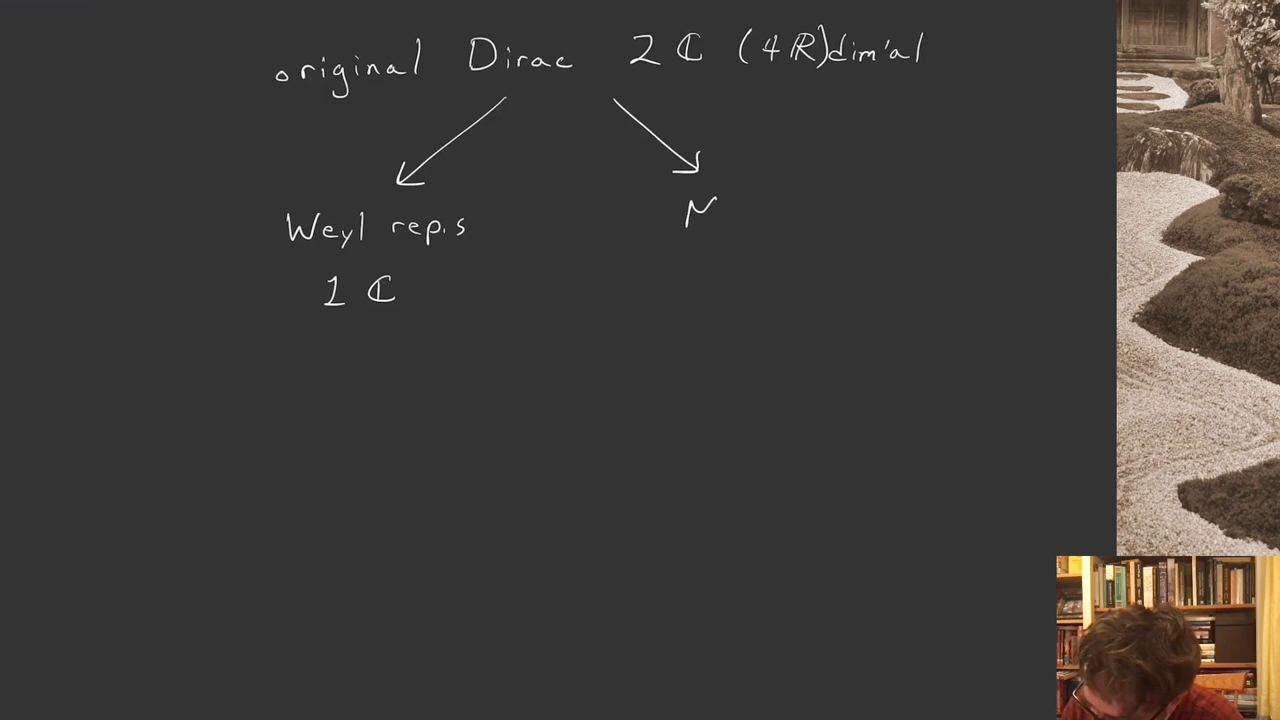 original Dirac 2 ℂ (4 ℝ)dim'al
Weyl rep.s
1 ℂ